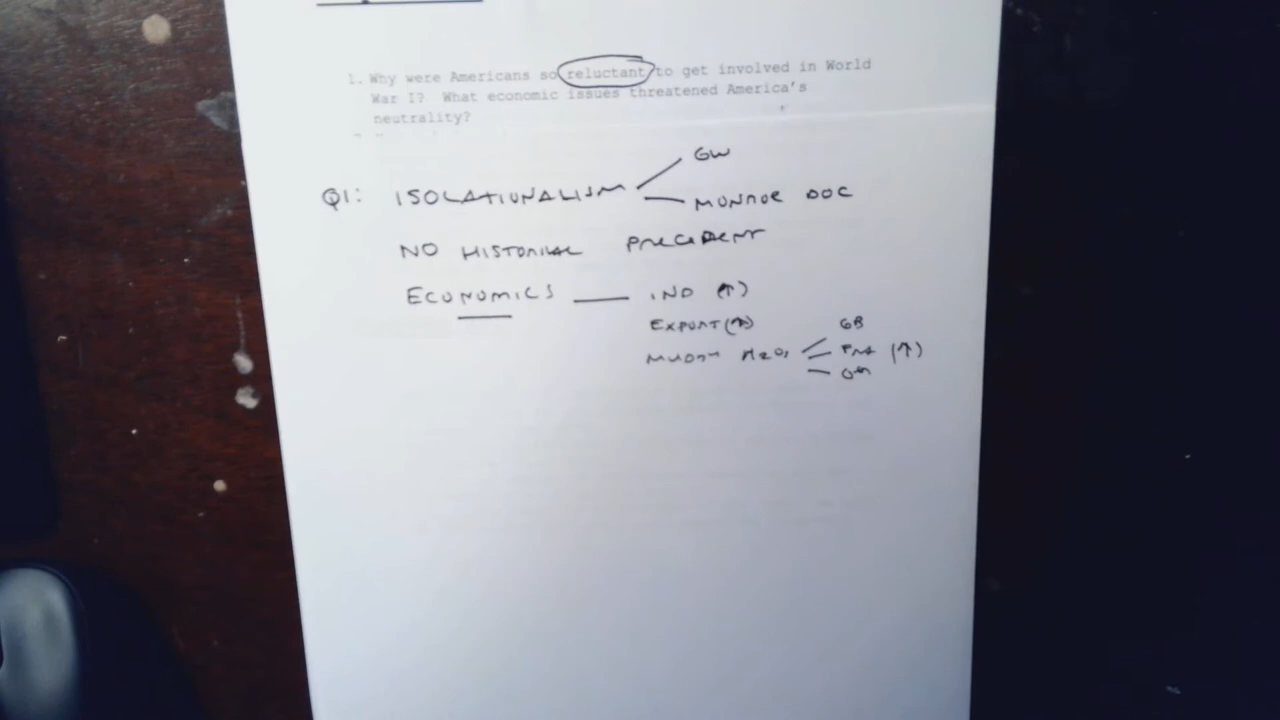 1. Why were Americans so reluctant to get involved in World
War I? What economic issues threatened America's
neutrality?
GW
Q1: ISOLATIONALISM
MONROE DOC
NO HISTORICAL PRECEDENT
ECONOMICS — IND (↑)
EXPORT (↑)
GB
FRA (↑)